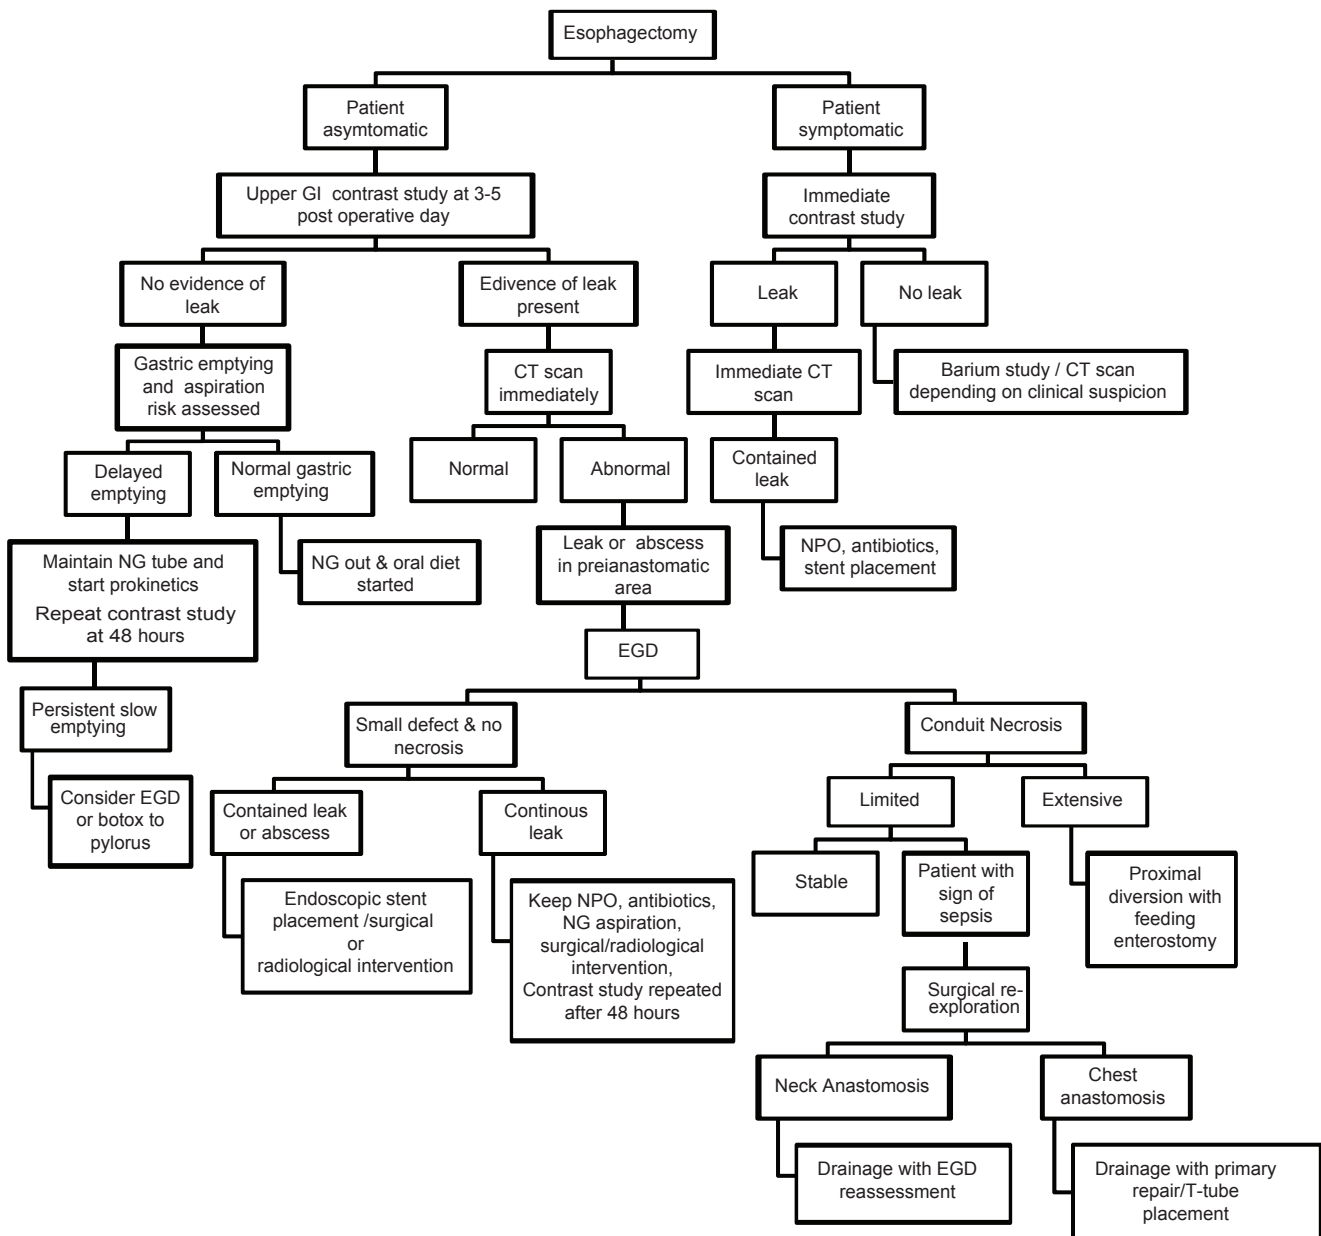 Esophagectomy
Patient
asymtomatic
Patient
symptomatic
Upper GI contrast study at 3-5
post operative day
Immediate
contrast study
No evidence of
leak
Edivence of leak
present
Leak
No leak
Gastric emptying
and aspiration
risk assessed
CT scan
immediately
Immediate CT
scan
Barium study / CT scan
depending on clinical suspicion
Delayed
emptying
Normal gastric
emptying
Normal
Abnormal
Contained
leak
Maintain NG tube and
start prokinetics
Repeat contrast study
at 48 hours
NG out & oral diet
started
Leak or abscess
in preianastomatic
area
NPO, antibiotics,
stent placement
EGD
Persistent slow
emptying
Small defect & no
necrosis
Conduit Necrosis
Consider EGD
or botox to
pylorus
Contained leak
or abscess
Continous
leak
Limited
Extensive
Endoscopic stent
placement /surgical
or
radiological intervention
Keep NPO, antibiotics,
NG aspiration,
surgical/radiological
intervention,
Contrast study repeated
after 48 hours
Stable
Patient with
sign of
sepsis
Proximal
diversion with
feeding
enterostomy
Surgical re-
exploration
Neck Anastomosis
Chest
anastomosis
Drainage with EGD
reassessment
Drainage with primary
repair/T-tube
placement